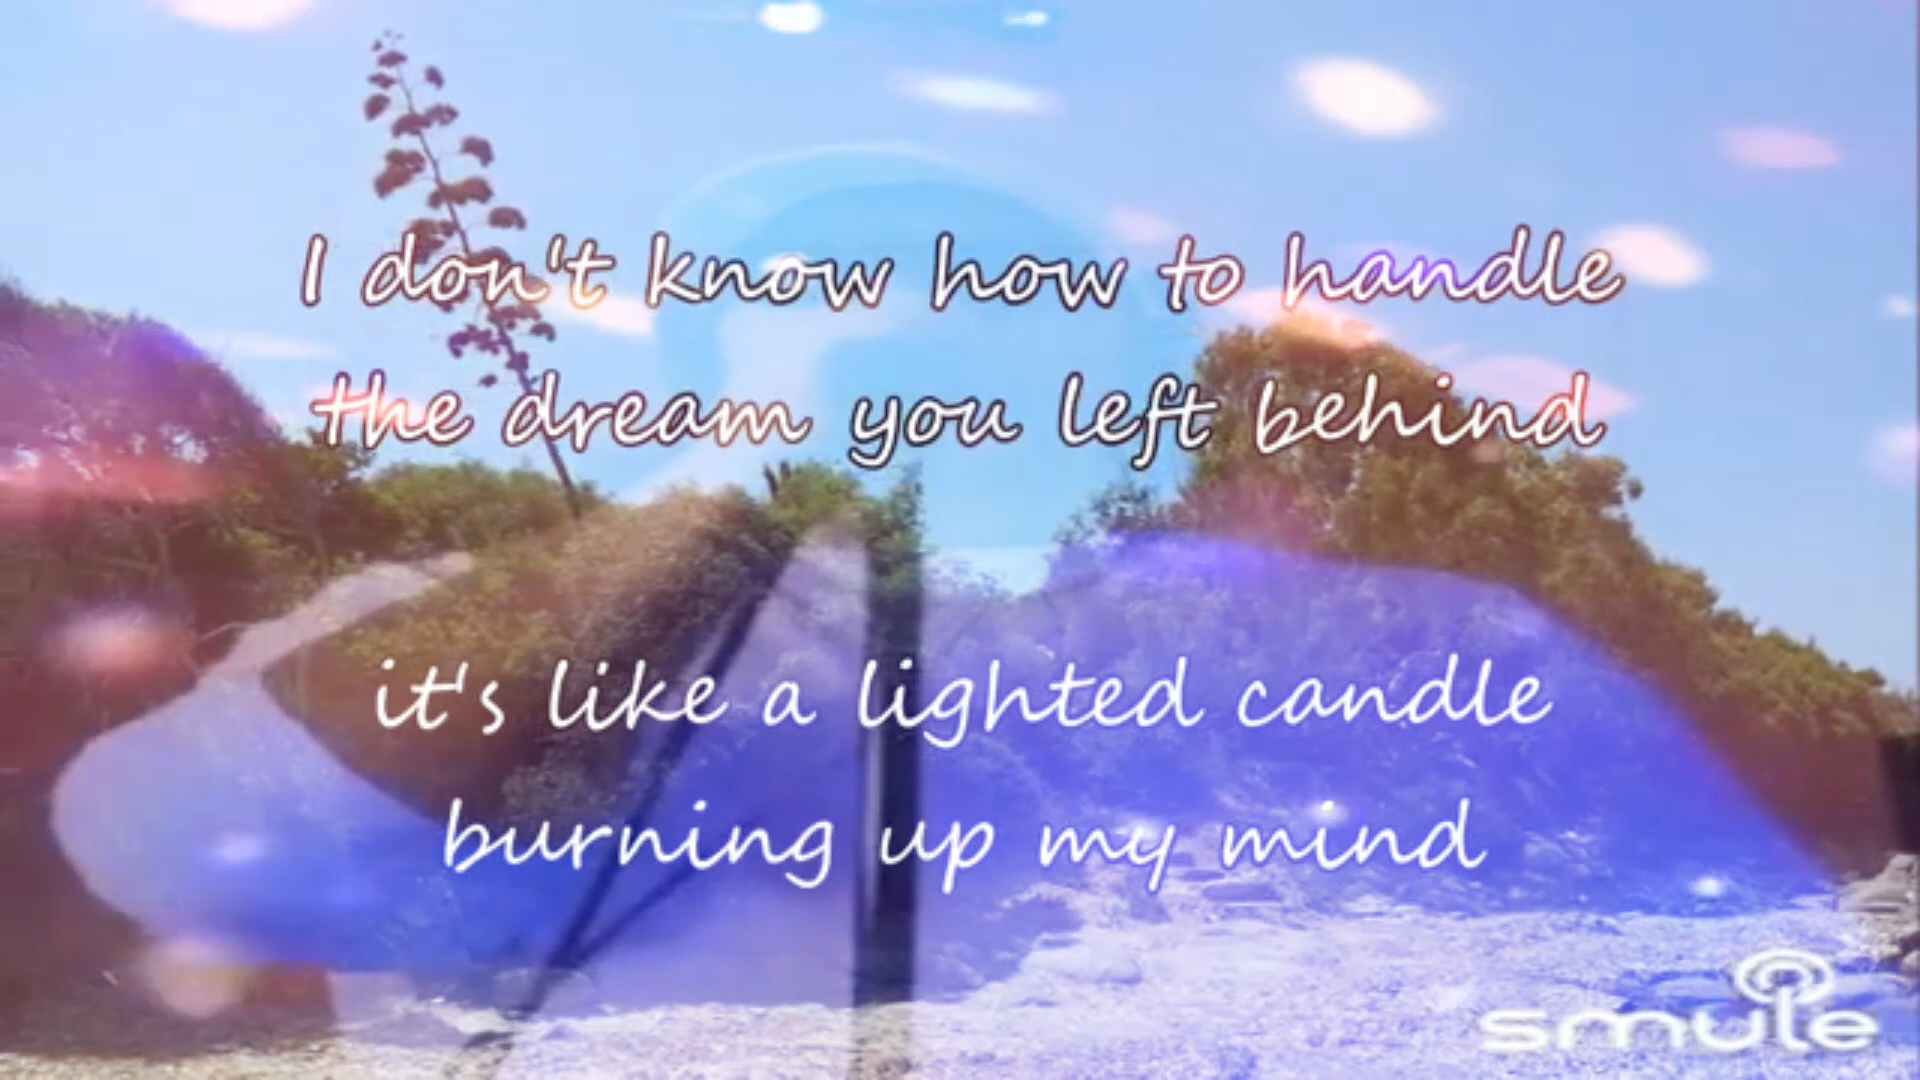 I don't know how to handle
the dream you left behind
it's like a lighted candle
burning up my mind
smule